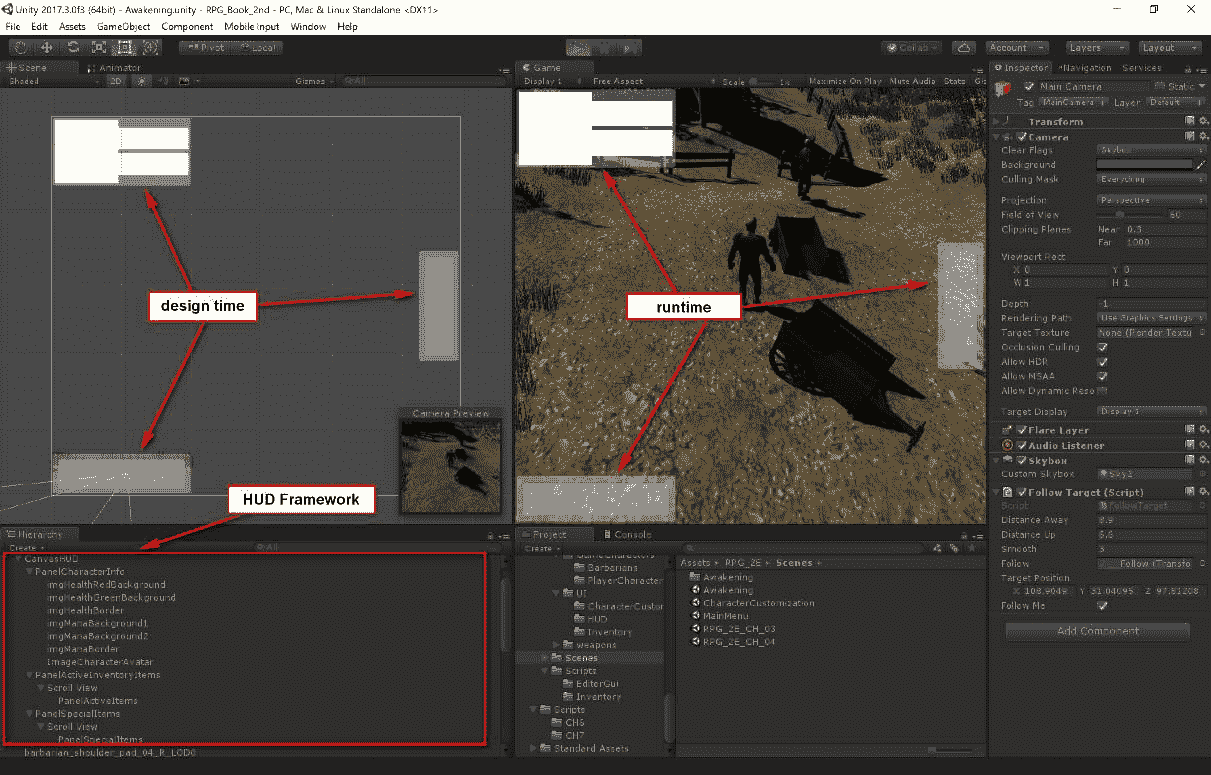 Unity 2017.3.0f3 (64bit) - Awakening.unity - RPG_Book_2nd - PC, Mac & Linux Standalone <DX11>
File Edit Assets GameObject Component Mobile Input Window Help
Pivot Local Collab Account Layers Layout
Scene Animator
Shaded 2D Gizmos All
Game
Display 1 Free Aspect Scale 1x Maximize On Play Mute Audio Stats Gi
Inspector Navigation Services
Main Camera Static
Tag MainCamera Layer Default
Transform
Camera
Clear Flags Skybox
Background
Culling Mask Everything
Projection Perspective
Field of View 60
Clipping Planes Near 0.3
Far 1000
Viewport Rect
X 0 Y 0
W 1 H 1
Depth -1
Rendering Path Use Graphics Settings
Target Texture None (Render Textu
Occlusion Culling
Allow HDR
Allow MSAA
Allow Dynamic Reso
Target Display Display 1
Flare Layer
Audio Listener
Skybox
Custom Skybox
Follow Target (Script)
Script FollowTarget
Distance Away
Distance Up
Smooth
Follow Follow (Transfo
Target Position
X 108.9049 Y 31.04095 Z 97.81208
Follow Me
Add Component
design time
runtime
Camera Preview
HUD Framework
Hierarchy
Create All
CanvasHUD
PanelCharacterInfo
imgHealthRedBackground
imgHealthGreenBackground
imgHealthBorder
imgManaBackground1
imgManaBackground2
imgManaBorder
ImageCharacterAvatar
PanelActiveInventoryItems
Scroll View
PanelActiveItems
PanelSpecialItems
Scroll View
PanelSpecialItems
barbarian_shoulder_pad_04_R_LOD0
Project Console
Create
GameCharacters
Barbarians
PlayerCharacter
UI
CharacterCustor
HUD
Inventory
weapons
Scenes
Scripts
EditorGui
Inventory
Scripts
CH6
CH7
Standard Assets
Assets RPG_2E Scenes
Awakening
Awakening
CharacterCustomization
MainMenu
RPG_2E_CH_03
RPG_2E_CH_04